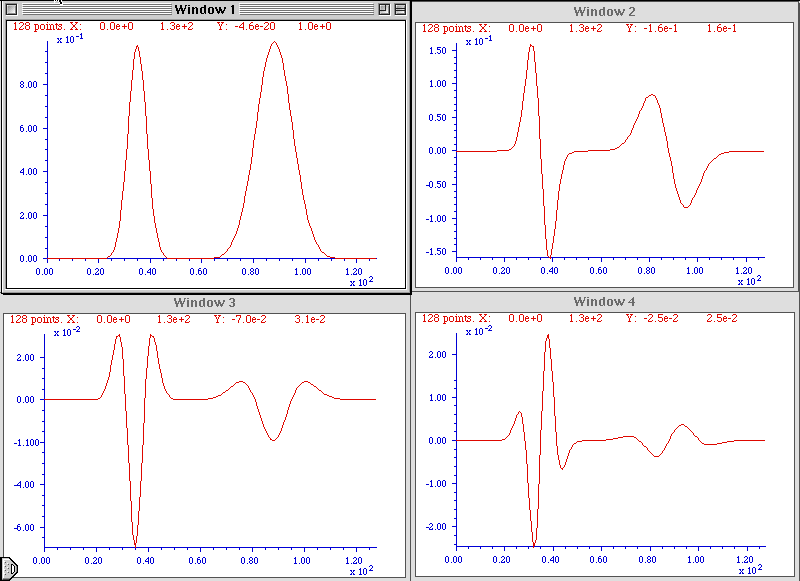 Window 1
128 points. X: 0.0e+0 1.3e+2 Y: -4.6e-20 1.0e+0
x 10^-1
8.00
6.00
4.00
2.00
0.00
0.00 0.20 0.40 0.60 0.80 1.00 1.20
x 10^2
Window 2
128 points. X: 0.0e+0 1.3e+2 Y: -1.6e-1 1.6e-1
x 10^-1
1.50
1.00
0.50
0.00
-0.50
-1.00
-1.50
0.00 0.20 0.40 0.60 0.80 1.00 1.20
x 10^2
Window 3
128 points. X: 0.0e+0 1.3e+2 Y: -7.0e-2 3.1e-2
x 10^-2
2.00
0.00
-1.100
-4.00
-6.00
0.00 0.20 0.40 0.60 0.80 1.00 1.20
x 10^2
Window 4
128 points. X: 0.0e+0 1.3e+2 Y: -2.5e-2 2.5e-2
x 10^-2
2.00
1.00
0.00
-1.00
-2.00
0.00 0.20 0.40 0.60 0.80 1.00 1.20
x 10^2